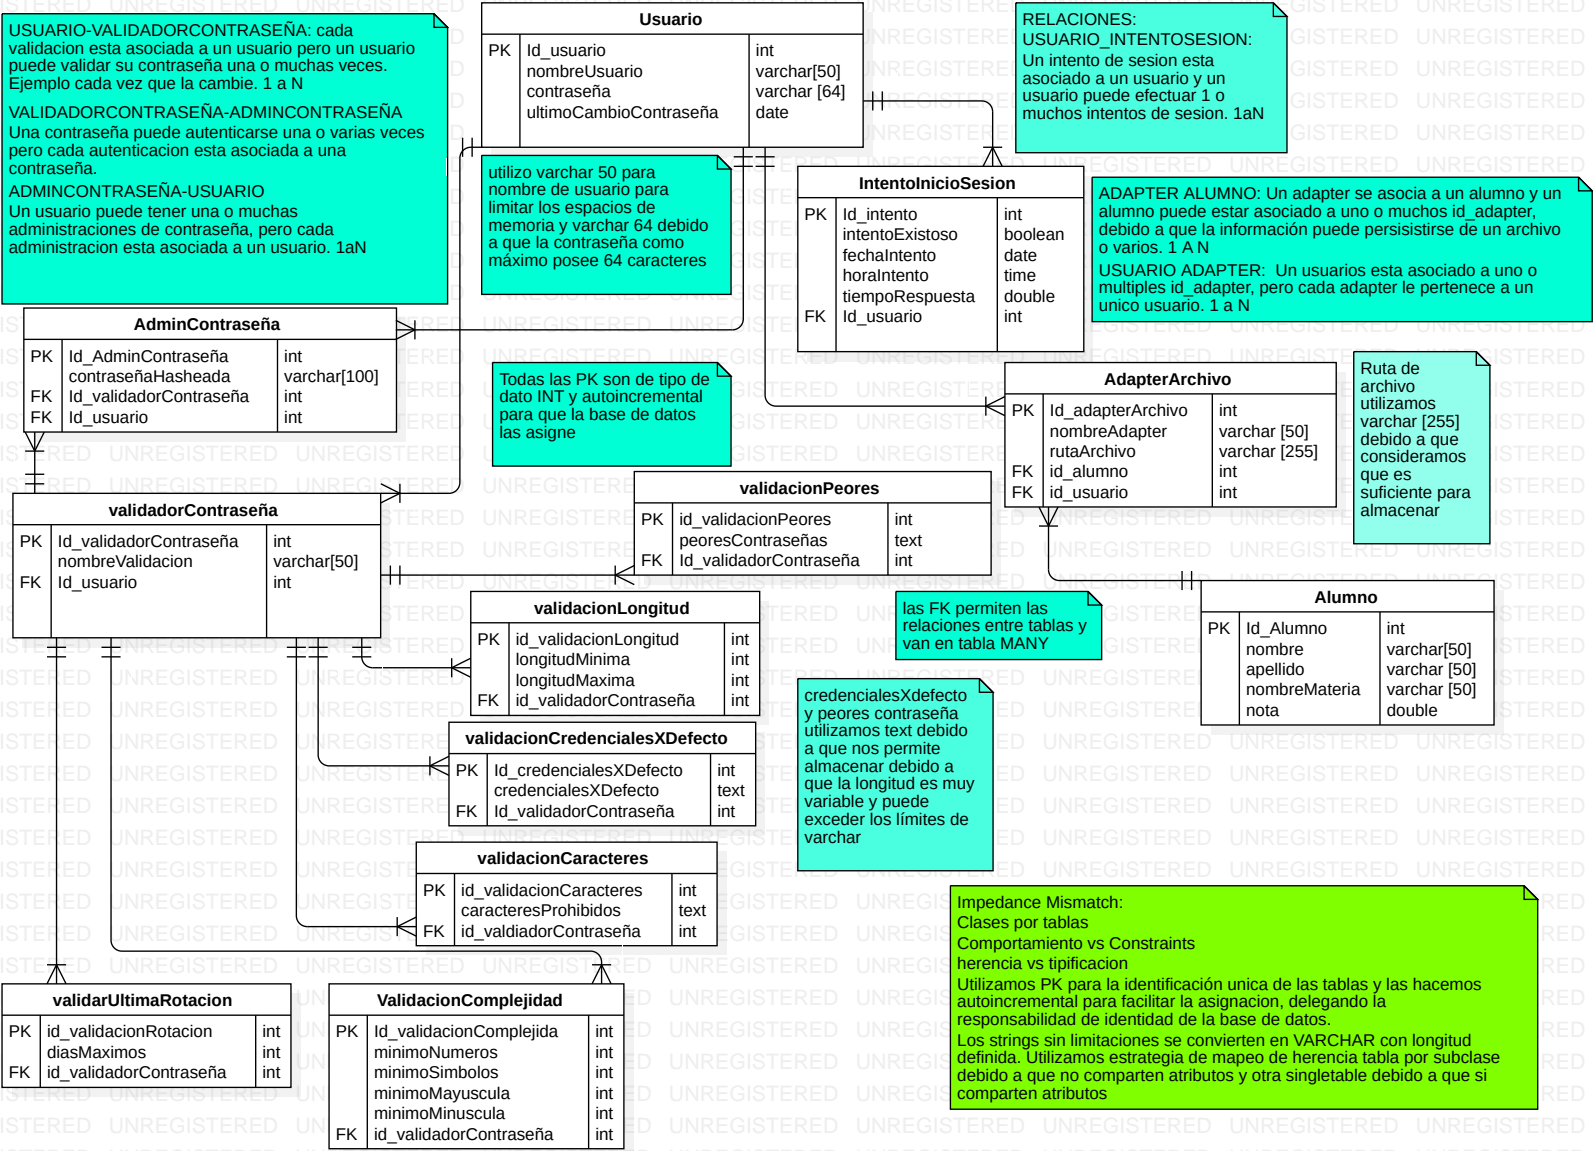 USUARIO-VALIDADORCONTRASEÑA: cada
validacion esta asociada a un usuario pero un usuario
puede validar su contraseña una o muchas veces.
Ejemplo cada vez que la cambie. 1 a N
VALIDADORCONTRASEÑA-ADMINCONTRASEÑA
Una contraseña puede autenticarse una o varias veces
pero cada autenticacion esta asociada a una
contraseña.
ADMINCONTRASEÑA-USUARIO
Un usuario puede tener una o muchas
administraciones de contraseña, pero cada
administracion esta asociada a un usuario. 1aN
Usuario
PK Id_usuario int
nombreUsuario varchar[50]
contraseña varchar [64]
ultimoCambioContraseña date
RELACIONES:
USUARIO_INTENTOSESION:
Un intento de sesion esta
asociado a un usuario y un
usuario puede efectuar 1 o
muchos intentos de sesion. 1aN
utilizo varchar 50 para
nombre de usuario para
limitar los espacios de
memoria y varchar 64 debido
a que la contraseña como
máximo posee 64 caracteres
IntentoInicioSesion
PK Id_intento int
intentoExistoso boolean
fechaIntento date
horaIntento time
tiempoRespuesta double
FK Id_usuario int
ADAPTER ALUMNO: Un adapter se asocia a un alumno y un
alumno puede estar asociado a uno o muchos id_adapter,
debido a que la información puede persisistirse de un archivo
o varios. 1 A N
USUARIO ADAPTER:  Un usuarios esta asociado a uno o
multiples id_adapter, pero cada adapter le pertenece a un
unico usuario. 1 a N
AdminContraseña
PK Id_AdminContraseña int
contraseñaHasheada varchar[100]
FK Id_validadorContraseña int
FK Id_usuario int
Todas las PK son de tipo de
dato INT y autoincremental
para que la base de datos
las asigne
AdapterArchivo
PK Id_adapterArchivo int
nombreAdapter varchar [50]
rutaArchivo varchar [255]
FK id_alumno int
FK id_usuario int
Ruta de
archivo
utilizamos
varchar [255]
debido a que
consideramos
que es
suficiente para
almacenar
validadorContraseña
PK Id_validadorContraseña int
nombreValidacion varchar[50]
FK Id_usuario int
validacionPeores
PK id_validacionPeores int
peoresContraseñas text
FK Id_validadorContraseña int
validacionLongitud
PK id_validacionLongitud int
longitudMinima int
longitudMaxima int
FK id_validadorContraseña int
las FK permiten las
relaciones entre tablas y
van en tabla MANY
Alumno
PK Id_Alumno int
nombre varchar[50]
apellido varchar [50]
nombreMateria varchar [50]
nota double
validacionCredencialesXDefecto
PK Id_credencialesXDefecto int
credencialesXDefecto text
FK Id_validadorContraseña int
credencialesXdefecto
y peores contraseña
utilizamos text debido
a que nos permite
almacenar debido a
que la longitud es muy
variable y puede
exceder los límites de
varchar
validacionCaracteres
PK id_validacionCaracteres int
caracteresProhibidos text
FK id_valdiadorContraseña int
validarUltimaRotacion
PK id_validacionRotacion int
diasMaximos int
FK id_validadorContraseña int
ValidacionComplejidad
PK Id_validacionComplejida int
minimoNumeros int
minimoSimbolos int
minimoMayuscula int
minimoMinuscula int
FK id_validadorContraseña int
Impedance Mismatch:
Clases por tablas
Comportamiento vs Constraints
herencia vs tipificacion
Utilizamos PK para la identificación unica de las tablas y las hacemos
autoincremental para facilitar la asignacion, delegando la
responsabilidad de identidad de la base de datos.
Los strings sin limitaciones se convierten en VARCHAR con longitud
definida. Utilizamos estrategia de mapeo de herencia tabla por subclase
debido a que no comparten atributos y otra singletable debido a que si
comparten atributos
UNREGISTERED